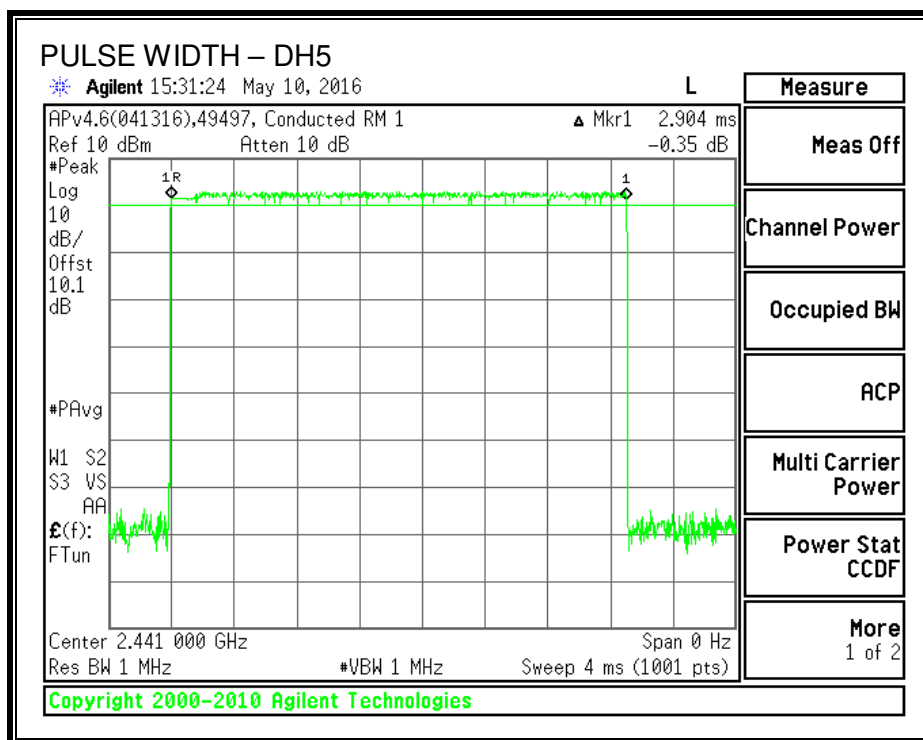 PULSE WIDTH – DH5
Agilent 15:31:24 May 10, 2016 L
APv4.6(041316),49497, Conducted RM 1 Δ Mkr1 2.904 ms
Ref 10 dBm Atten 10 dB -0.35 dB
#Peak
Log
10
dB/
Offst
10.1
dB
#PAvg
W1 S2
S3 VS
AA
£(f):
FTun
1R
1
Center 2.441 000 GHz Span 0 Hz
Res BW 1 MHz #VBW 1 MHz Sweep 4 ms (1001 pts)
Copyright 2000-2010 Agilent Technologies
Measure
Meas Off
Channel Power
Occupied BW
ACP
Multi Carrier
Power
Power Stat
CCDF
More
1 of 2